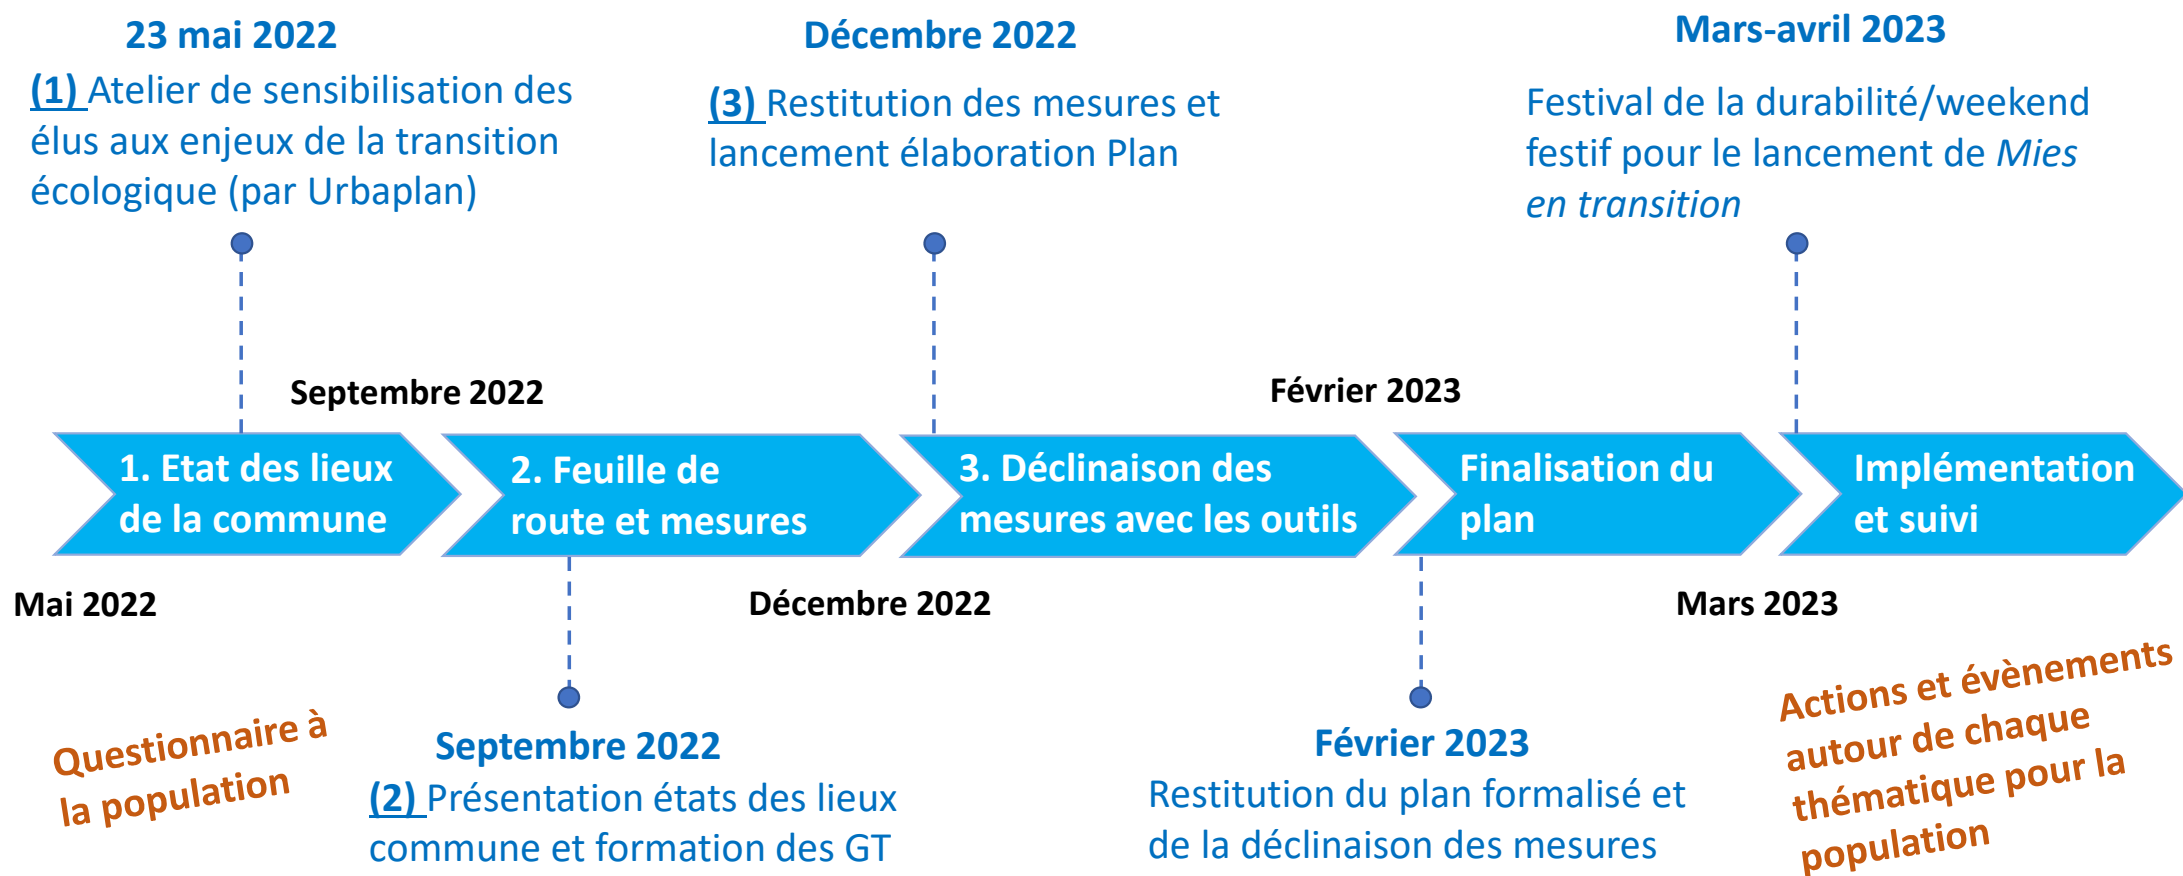 23 mai 2022
(1) Atelier de sensibilisation des
élus aux enjeux de la transition
écologique (par Urbaplan)
Décembre 2022
(3) Restitution des mesures et
lancement élaboration Plan
Mars-avril 2023
Festival de la durabilité/weekend
festif pour le lancement de Mies
en transition
Septembre 2022
Février 2023
1. Etat des lieux
de la commune
2. Feuille de
route et mesures
3. Déclinaison des
mesures avec les outils
Finalisation du
plan
Implémentation
et suivi
Mai 2022
Décembre 2022
Mars 2023
Questionnaire à
la population
Septembre 2022
(2) Présentation états des lieux
commune et formation des GT
Février 2023
Restitution du plan formalisé et
de la déclinaison des mesures
Actions et évènements
autour de chaque
thématique pour la
population